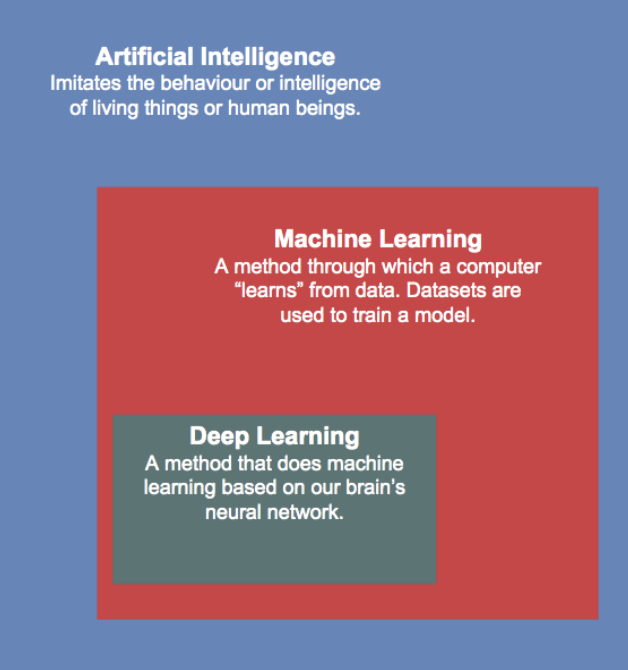 Artificial Intelligence
Imitates the behaviour or intelligence
of living things or human beings.
Machine Learning
A method through which a computer
“learns” from data. Datasets are
used to train a model.
Deep Learning
A method that does machine
learning based on our brain’s
neural network.